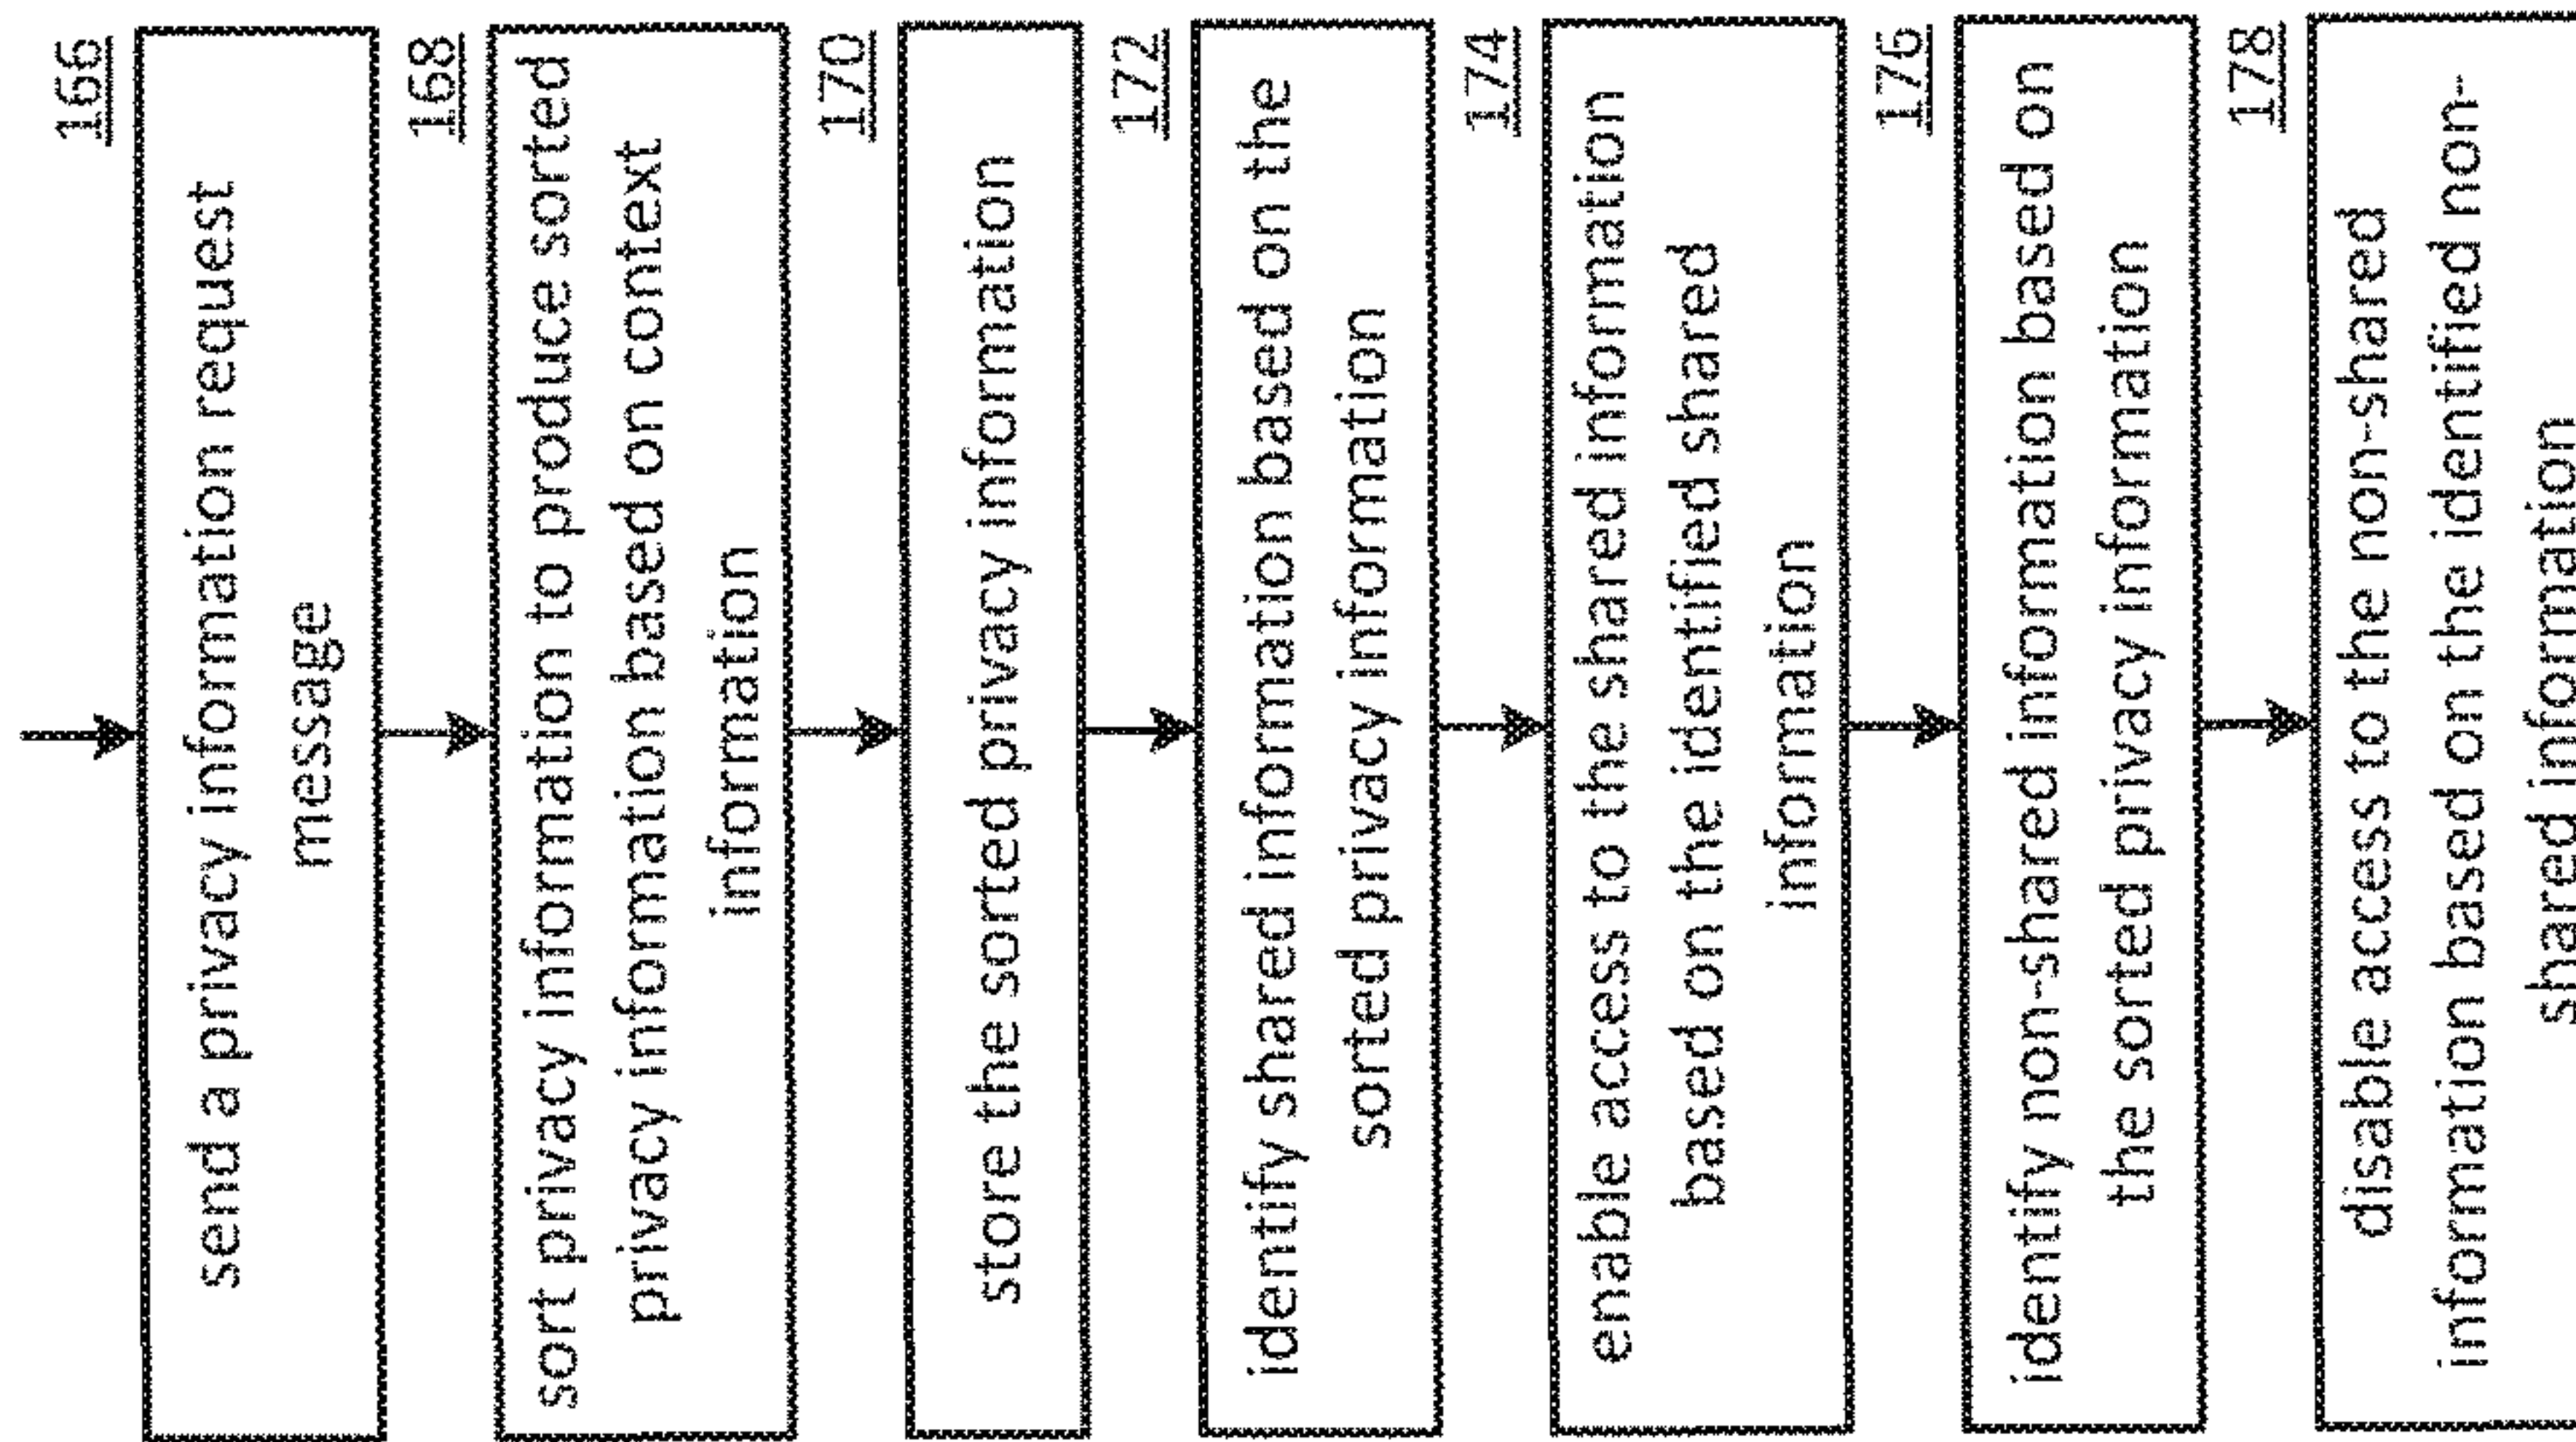 166
send a privacy information request
message
168
sort privacy information to produce sorted
privacy information based on context
information
170
store the sorted privacy information
172
identify shared information based on the
sorted privacy information
174
enable access to the shared information
based on the identified shared
information
176
identify non-shared information based on
the sorted privacy information
178
disable access to the non-shared
information based on the identified non-
shared information